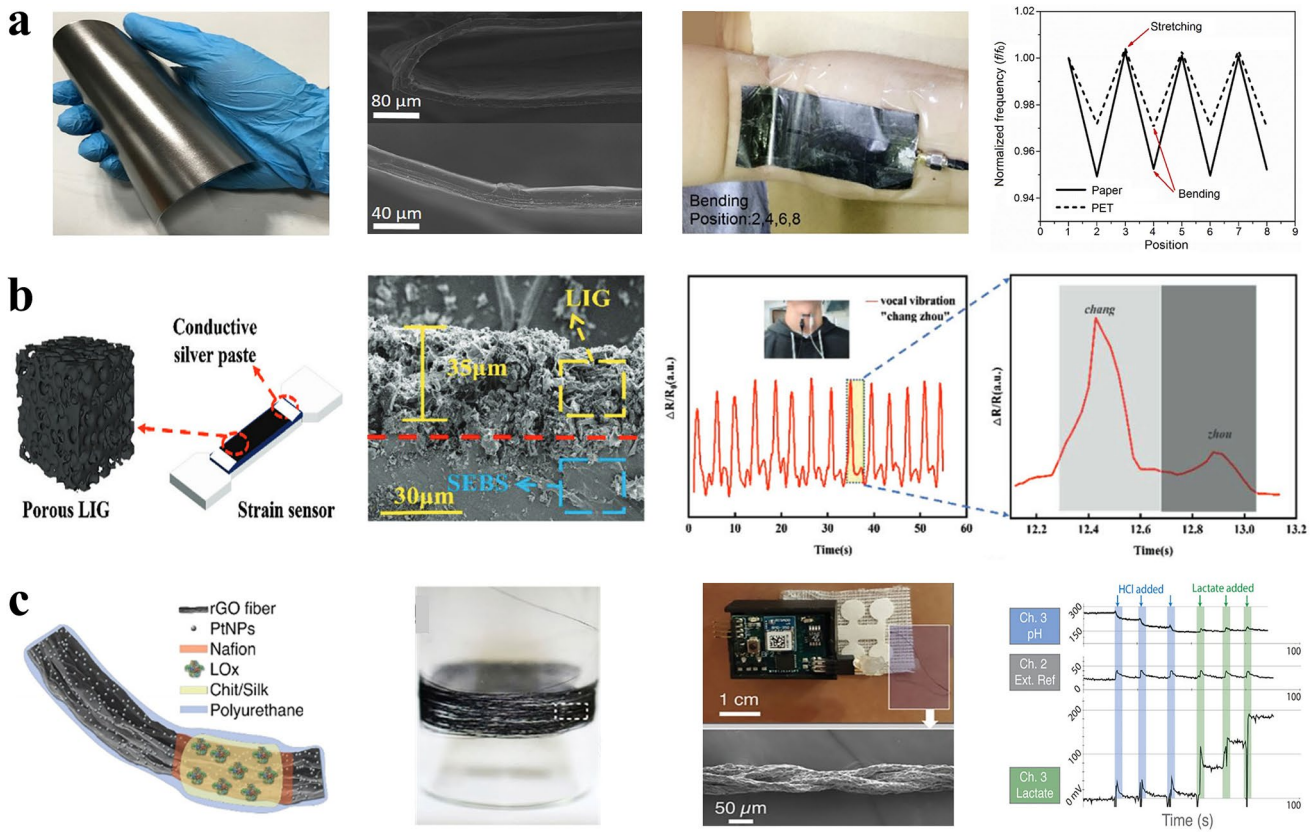 a
80 µm
40 µm
Bending
Position:2,4,6,8
Normalized frequency (f/f₀)
1.02
1.00
0.98
0.96
0.94
Stretching
Bending
Paper
PET
0 1 2 3 4 5 6 7 8 9
Position
b
Conductive
silver paste
Porous LIG
Strain sensor
LIG
35µm
SEBS
30µm
ΔR/R₀(a.u.)
vocal vibration
"chang zhou"
0 10 20 30 40 50 60
Time(s)
ΔR/R(a.u.)
chang
zhou
12.2 12.4 12.6 12.8 13.0
Time(s)
c
rGO fiber
PtNPs
Nafion
LOx
Chit/Silk
Polyurethane
1 cm
50 µm
HCl added
Lactate added
Ch. 3
pH
300
150
100
Ch. 2
Ext. Ref
50
0
100
200
100
0 mV
Ch. 3
Lactate
100
Time (s)